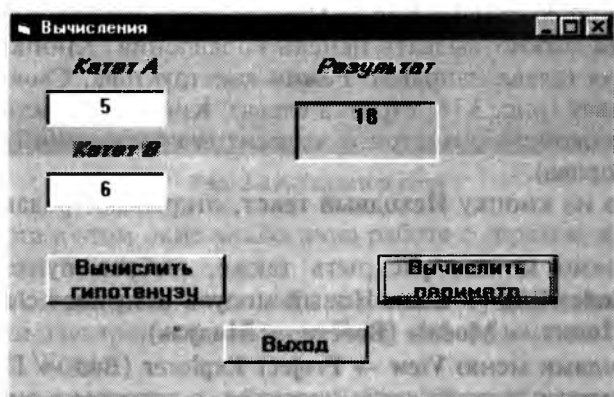 Вычисления
Катет A
Результат
5
18
Катет B
6
Вычислить
гипотенузу
Вычислить
периметр
Выход